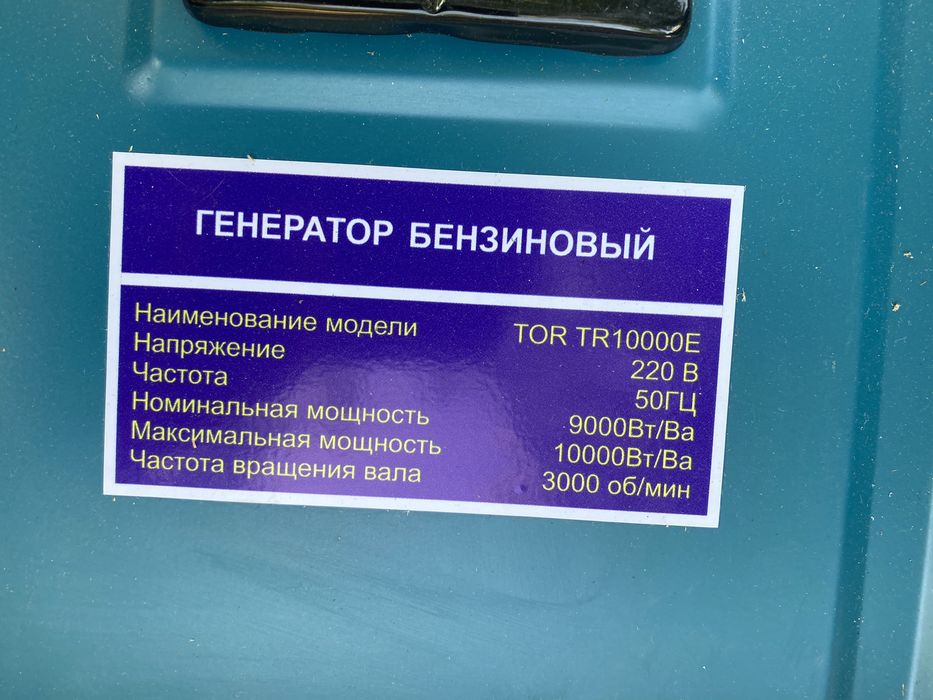 ГЕНЕРАТОР БЕНЗИНОВЫЙ
Наименование модели TOR TR10000E
Напряжение 220 В
Частота 50ГЦ
Номинальная мощность 9000Вт/Ва
Максимальная мощность 10000Вт/Ва
Частота вращения вала 3000 об/мин